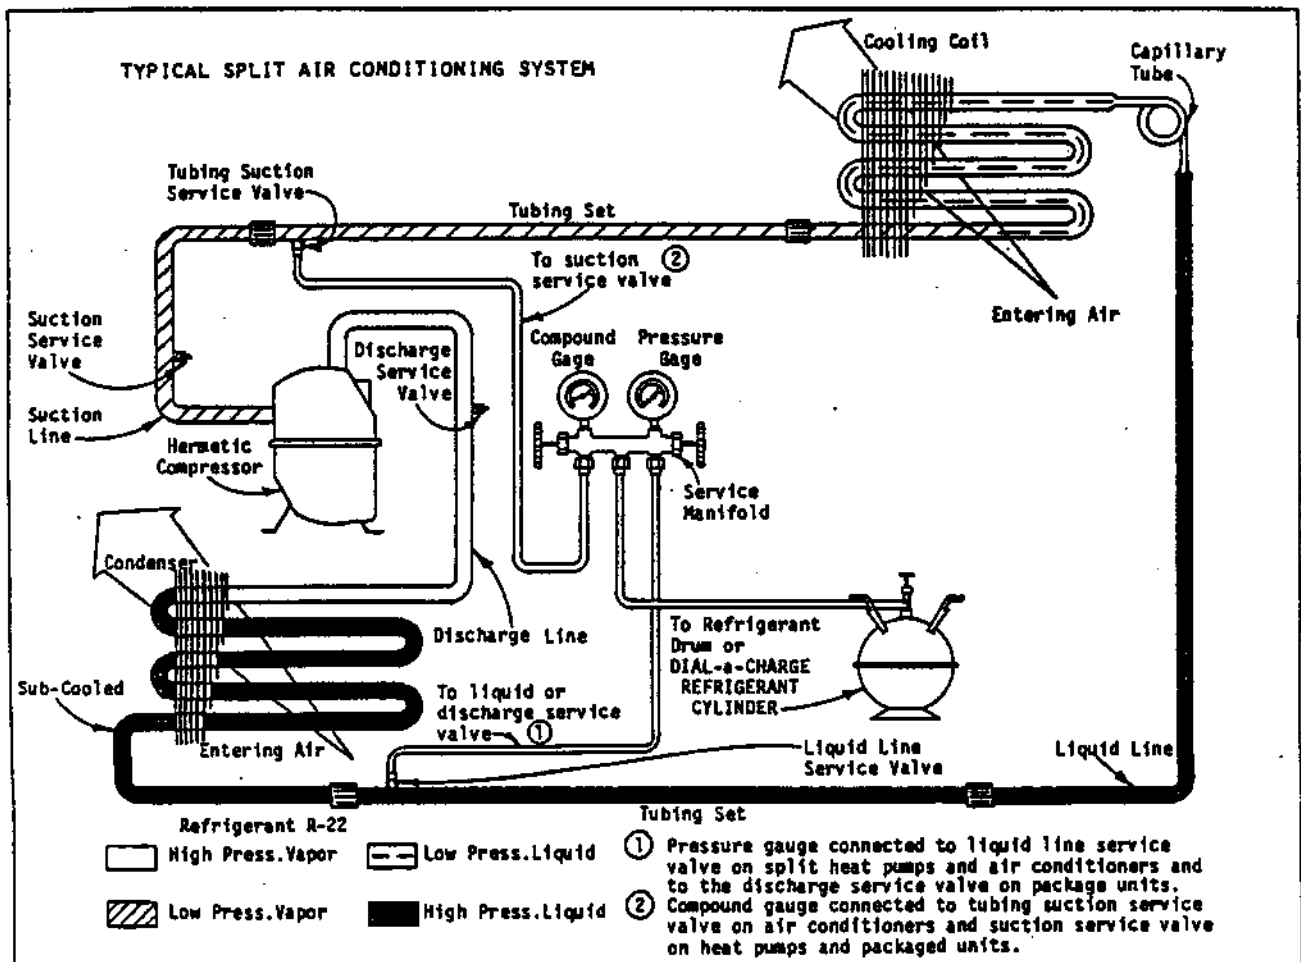 TYPICAL SPLIT AIR CONDITIONING SYSTEM
Cooling Coil
Capillary
Tube
Tubing Suction
Service Valve
Tubing Set
To suction ②
service valve
Entering Air
Suction
Service
Valve
Discharge
Service
Valve
Compound
Gage
Pressure
Gage
Suction
Line
Hermetic
Compressor
Service
Manifold
Condenser
Discharge Line
To Refrigerant
Drum or
DIAL-a-CHARGE
REFRIGERANT
CYLINDER
Sub-Cooled
To liquid or
discharge service
valve ①
Entering Air
Liquid Line
Service Valve
Liquid Line
Tubing Set
Refrigerant R-22
High Press.Vapor
Low Press.Liquid
Low Press.Vapor
High Press.Liquid
① Pressure gauge connected to liquid line service
valve on split heat pumps and air conditioners and
to the discharge service valve on package units.
② Compound gauge connected to tubing suction service
valve on air conditioners and suction service valve
on heat pumps and packaged units.